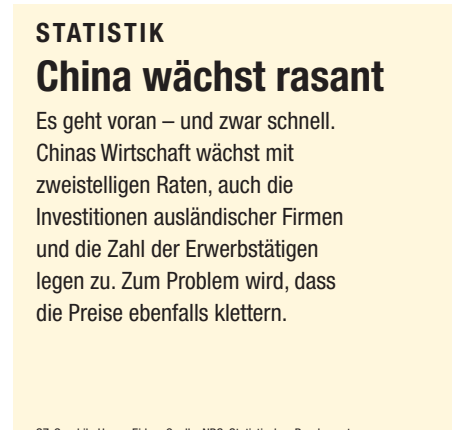 STATISTIK
China wächst rasant
Es geht voran – und zwar schnell.
Chinas Wirtschaft wächst mit
zweistelligen Raten, auch die
Investitionen ausländischer Firmen
und die Zahl der Erwerbstätigen
legen zu. Zum Problem wird, dass
die Preise ebenfalls klettern.